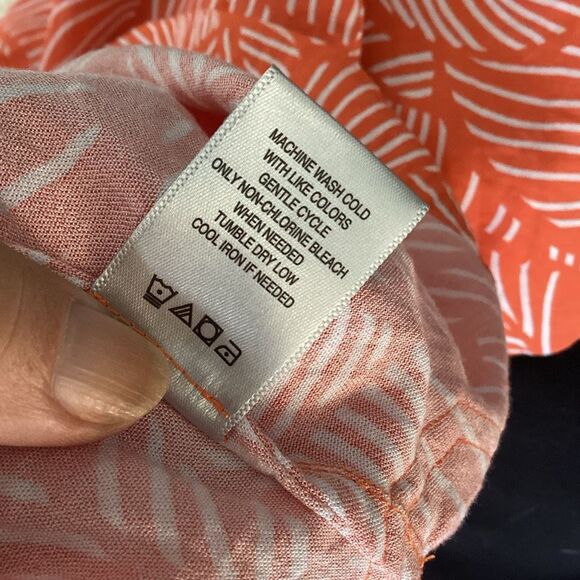 MACHINE WASH COLD
WITH LIKE COLORS
GENTLE CYCLE
ONLY NON-CHLORINE BLEACH
WHEN NEEDED
TUMBLE DRY LOW
COOL IRON IF NEEDED